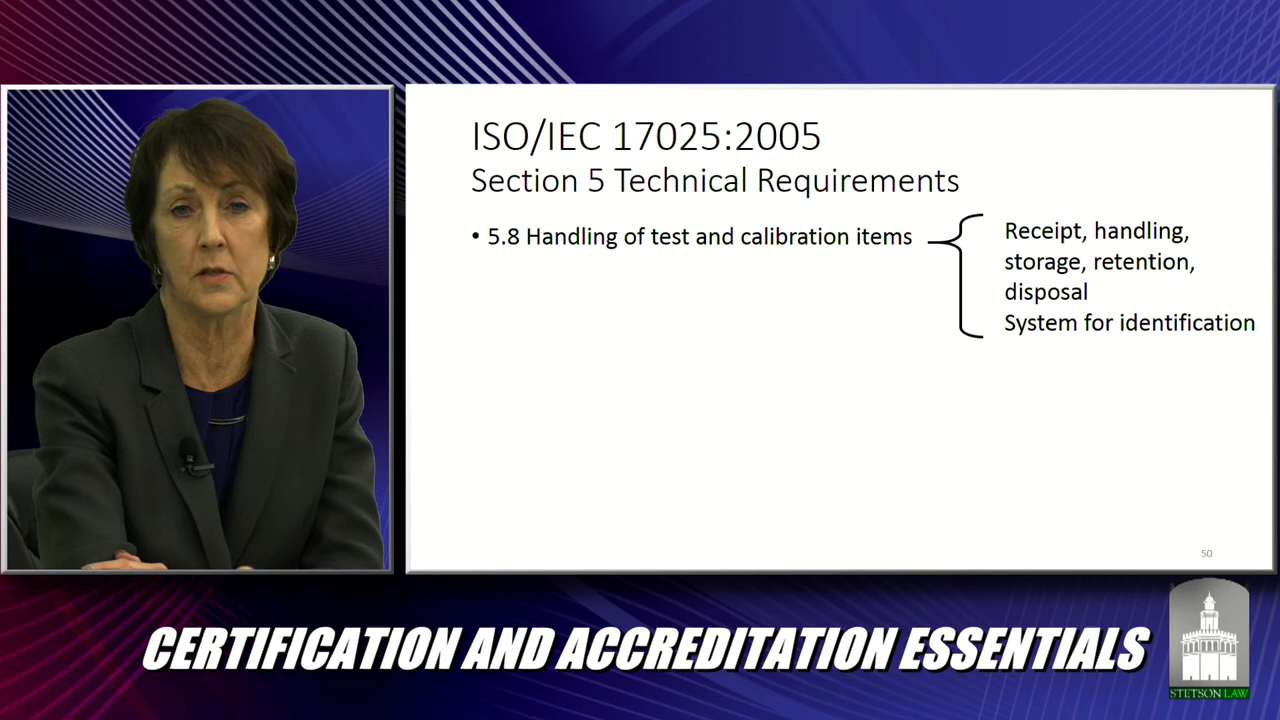 ISO/IEC 17025:2005
Section 5 Technical Requirements
• 5.8 Handling of test and calibration items
Receipt, handling,
storage, retention,
disposal
System for identification
50
CERTIFICATION AND ACCREDITATION ESSENTIALS
STETSON LAW